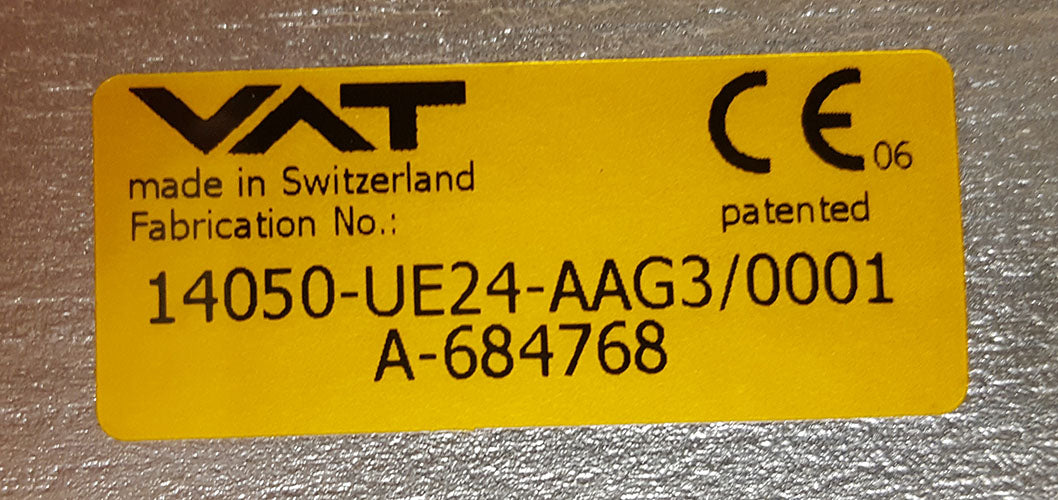 VAT
CE 06
made in Switzerland
Fabrication No.:
patented
14050-UE24-AAG3/0001
A-684768